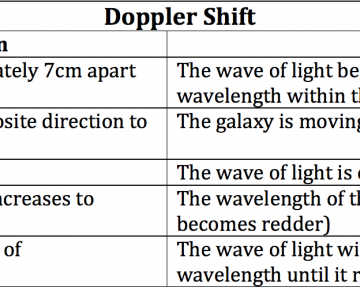 Doppler Shift
n
ately 7cm apart
The wave of light be
wavelength within th
osite direction to
The galaxy is moving
The wave of light is
creases to
The wavelength of th
becomes redder)
of
The wave of light wi
wavelength until it r